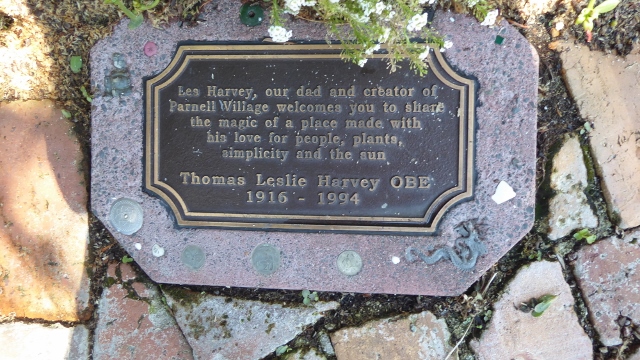 Les Harvey, our dad and creator of
Parnell Village welcomes you to share
the magic of a place made with
his love for people, plants,
simplicity and the sun
Thomas Leslie Harvey OBE
1916 - 1994